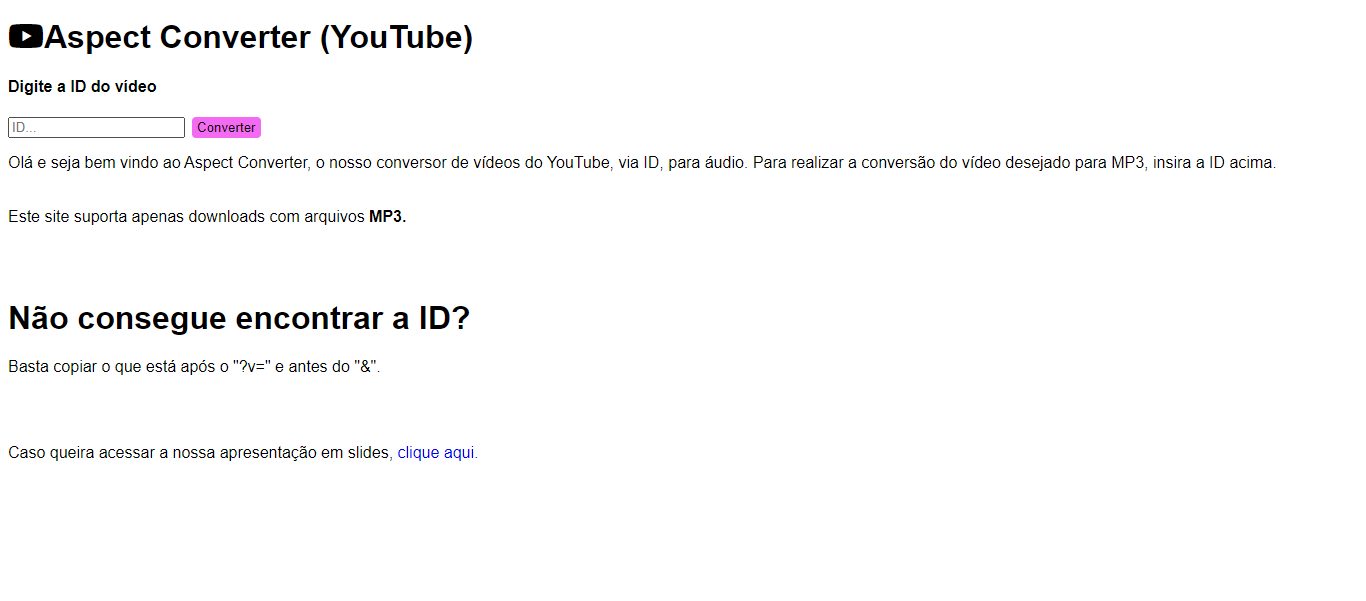 Aspect Converter (YouTube)
Digite a ID do vídeo
ID...
Converter
Olá e seja bem vindo ao Aspect Converter, o nosso conversor de vídeos do YouTube, via ID, para áudio. Para realizar a conversão do vídeo desejado para MP3, insira a ID acima.
Este site suporta apenas downloads com arquivos MP3.
Não consegue encontrar a ID?
Basta copiar o que está após o "?v=" e antes do "&".
Caso queira acessar a nossa apresentação em slides, clique aqui.